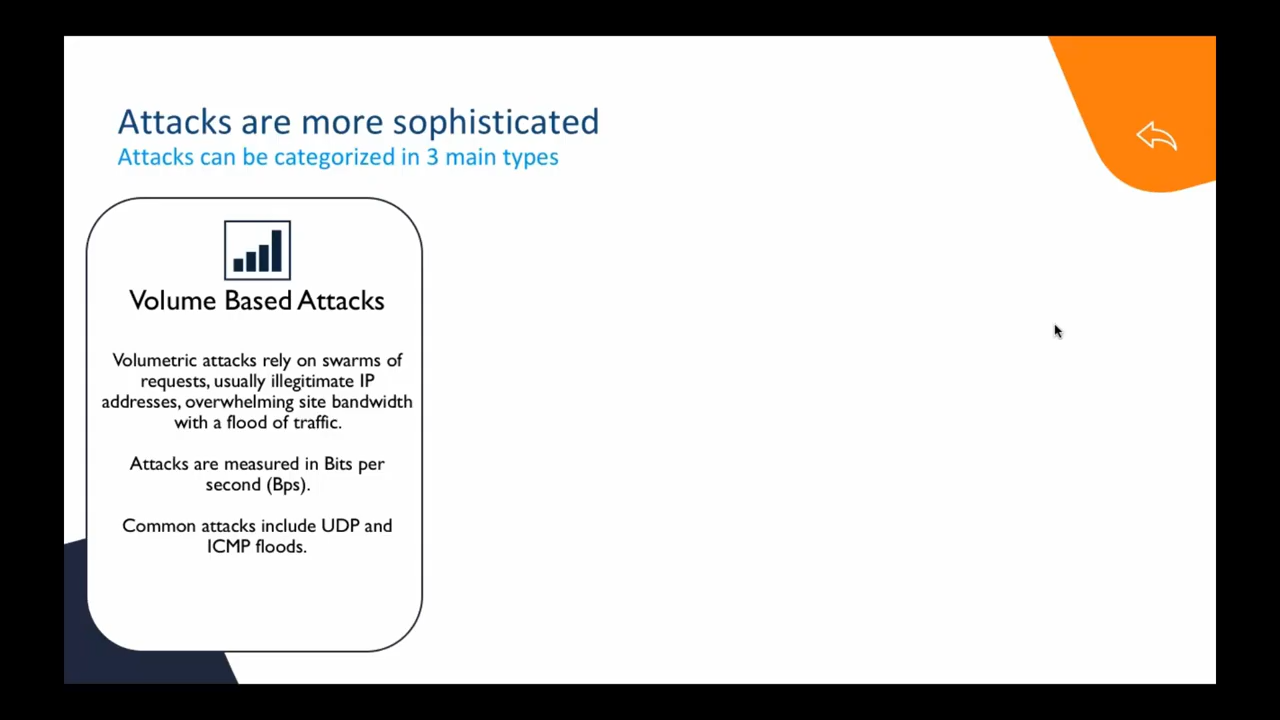 Attacks are more sophisticated
Attacks can be categorized in 3 main types
Volume Based Attacks
Volumetric attacks rely on swarms of
requests, usually illegitimate IP
addresses, overwhelming site bandwidth
with a flood of traffic.
Attacks are measured in Bits per
second (Bps).
Common attacks include UDP and
ICMP floods.